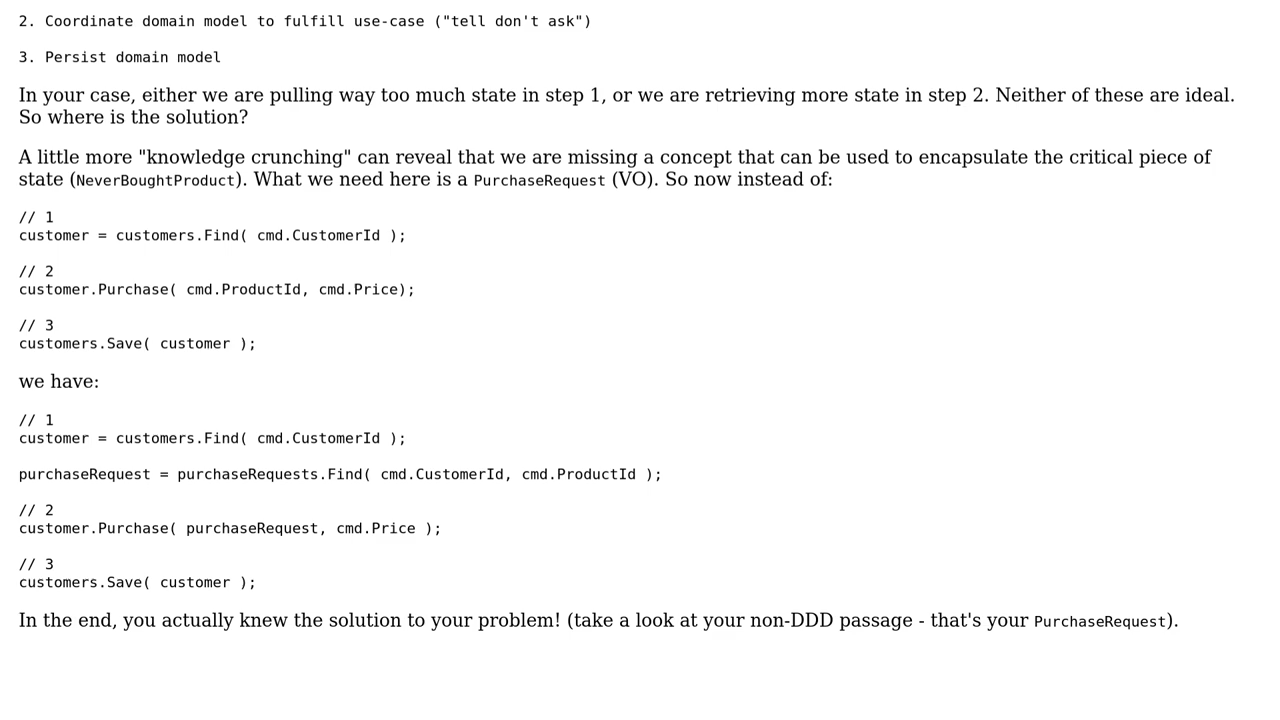 2. Coordinate domain model to fulfill use-case ("tell don't ask")
3. Persist domain model
In your case, either we are pulling way too much state in step 1, or we are retrieving more state in step 2. Neither of these are ideal.
So where is the solution?
A little more "knowledge crunching" can reveal that we are missing a concept that can be used to encapsulate the critical piece of
state (NeverBoughtProduct). What we need here is a PurchaseRequest (VO). So now instead of:
// 1
customer = customers.Find( cmd.CustomerId );
// 2
customer.Purchase( cmd.ProductId, cmd.Price);
// 3
customers.Save( customer );
we have:
// 1
customer = customers.Find( cmd.CustomerId );
purchaseRequest = purchaseRequests.Find( cmd.CustomerId, cmd.ProductId );
// 2
customer.Purchase( purchaseRequest, cmd.Price );
// 3
customers.Save( customer );
In the end, you actually knew the solution to your problem! (take a look at your non-DDD passage - that's your PurchaseRequest).